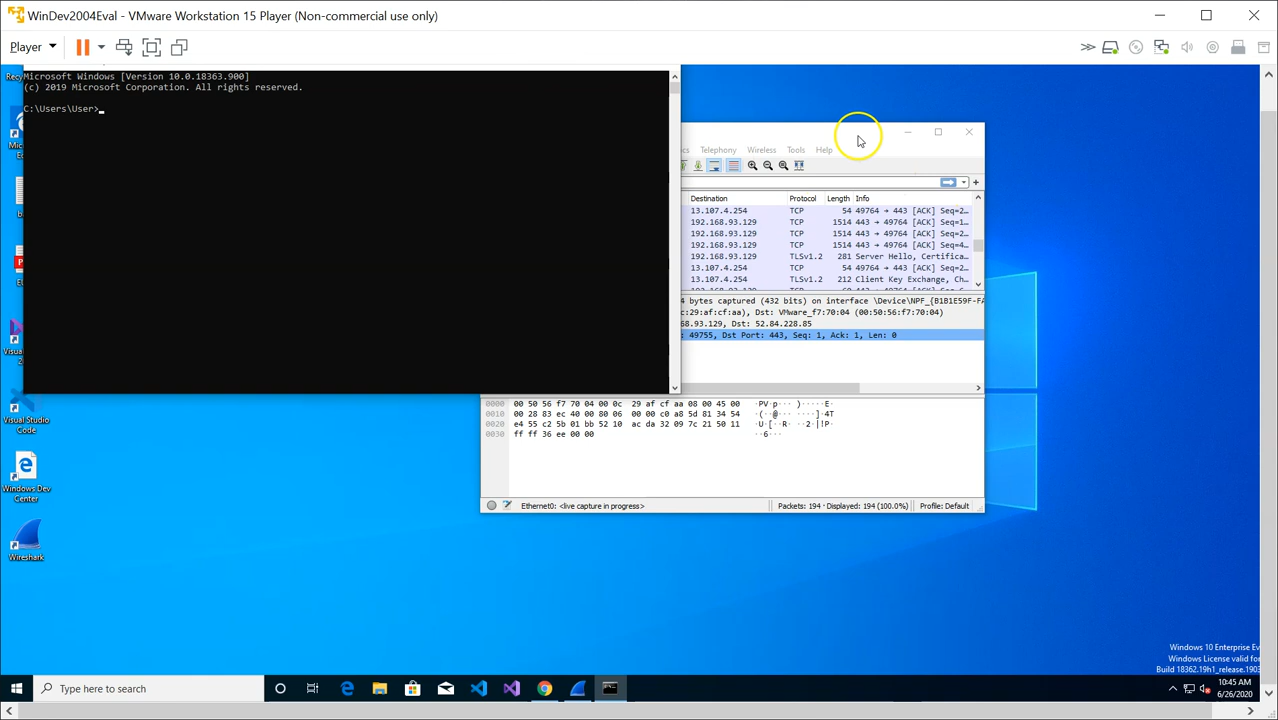 WinDev2004Eval - VMware Workstation 15 Player (Non-commercial use only)
Player
Microsoft Windows [Version 10.0.18363.900]
(c) 2019 Microsoft Corporation. All rights reserved.
C:\Users\User>
Telephony Wireless Tools Help
Destination Protocol Length Info
13.107.4.254 TCP 54 49764 → 443 [ACK] Seq=2…
192.168.93.129 TCP 1514 443 → 49764 [ACK] Seq=1…
192.168.93.129 TCP 1514 443 → 49764 [ACK] Seq=2…
192.168.93.129 TCP 1514 443 → 49764 [ACK] Seq=4…
192.168.93.129 TLSv1.2 281 Server Hello, Certifica…
13.107.4.254 TCP 54 49764 → 443 [ACK] Seq=2…
13.107.4.254 TLSv1.2 212 Client Key Exchange, Ch…
4 bytes captured (432 bits) on interface \Device\NPF_{B1B1E59F-FA
c:29:af:cf:aa), Dst: VMware_f7:70:04 (00:50:56:f7:70:04)
68.93.129, Dst: 52.84.228.85
: 49755, Dst Port: 443, Seq: 1, Ack: 1, Len: 0
0000 00 50 56 f7 70 04 00 0c 29 af cf aa 08 00 45 00 ·PV·p··· )·····E·
0010 00 28 83 ec 40 00 80 06 00 00 c0 a8 5d 81 34 54 ·(··@··· ····]·4T
0020 e4 55 c2 5b 01 bb 52 10 ac da 32 09 7c 21 50 11 ·U·[··R· ··2·|!P·
0030 ff ff 36 ee 00 00 ··6···
Ethernet0: <live capture in progress>
Packets: 194 · Displayed: 194 (100.0%)
Profile: Default
Visual Studio
Code
Windows Dev
Center
Wireshark
Windows 10 Enterprise Ev
Windows License valid for
Build 18362.19h1_release.1903
Type here to search
10:45 AM
6/26/2020